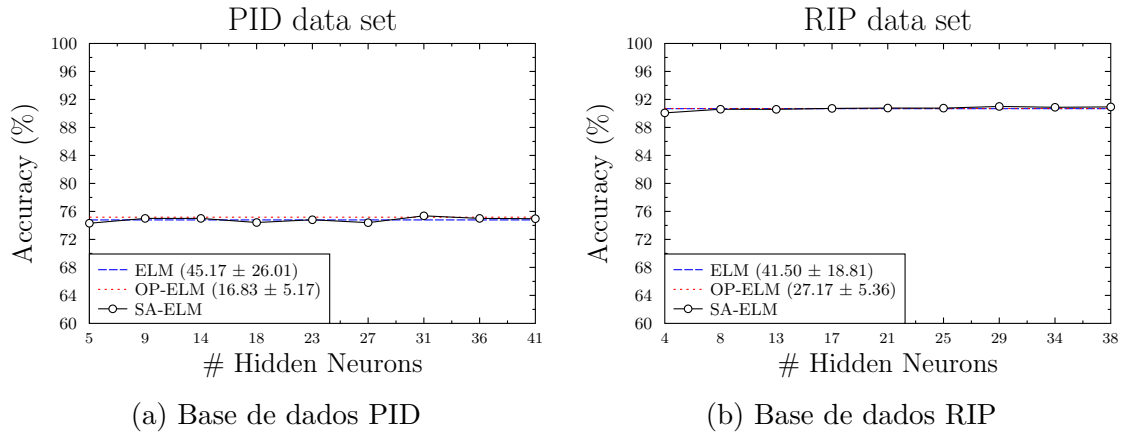 PID data set
100
96
92
88
84
80
76
72
68
64
60
Accuracy (%)
ELM (45.17 ± 26.01)
OP-ELM (16.83 ± 5.17)
SA-ELM
5 9 14 18 23 27 31 36 41
# Hidden Neurons
(a) Base de dados PID
RIP data set
100
96
92
88
84
80
76
72
68
64
60
Accuracy (%)
ELM (41.50 ± 18.81)
OP-ELM (27.17 ± 5.36)
SA-ELM
4 8 13 17 21 25 29 34 38
# Hidden Neurons
(b) Base de dados RIP